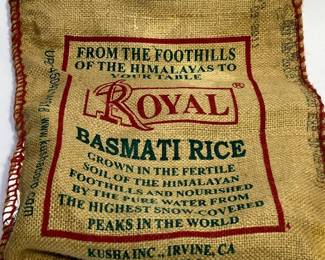 FROM THE FOOTHILLS
OF THE HIMALAYAS TO
YOUR TABLE
ROYAL®
BASMATI RICE
GROWN IN THE FERTILE
SOIL OF THE HIMALAYAN
FOOTHILLS AND NOURISHED
BY THE PURE WATER FROM
THE HIGHEST SNOW-COVERED
PEAKS IN THE WORLD
KUSHA INC., IRVINE, CA